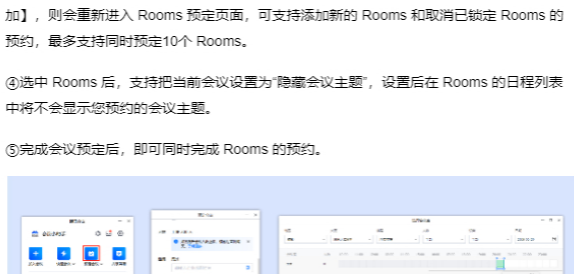 加】，则会重新进入 Rooms 预定页面，可支持添加新的 Rooms 和取消已锁定 Rooms 的
预约，最多支持同时预定10个 Rooms。
④选中 Rooms 后，支持把当前会议设置为“隐藏会议主题”，设置后在 Rooms 的日程列表
中将不会显示您预约的会议主题。
⑤完成会议预定后，即可同时完成 Rooms 的预约。